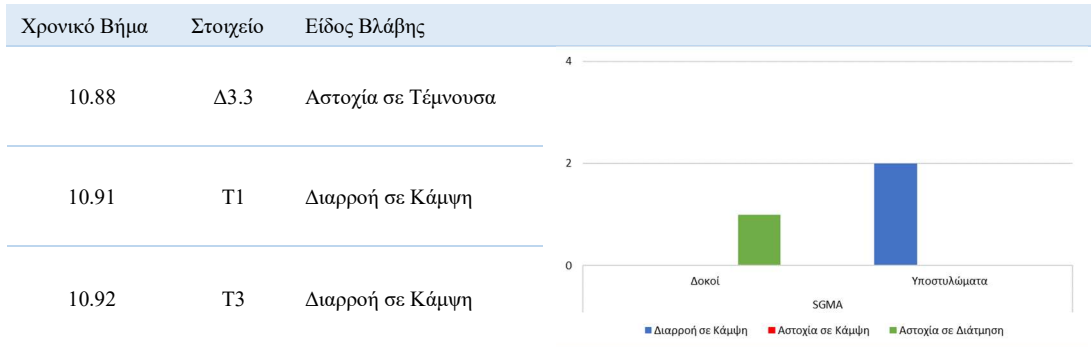 Χρονικό Βήμα Στοιχείο Είδος Βλάβης
10.88 Δ3.3 Αστοχία σε Τέμνουσα
10.91 Τ1 Διαρροή σε Κάμψη
10.92 Τ3 Διαρροή σε Κάμψη
4
2
0
Δοκοί Υποστυλώματα
SGMA
Διαρροή σε Κάμψη Αστοχία σε Κάμψη Αστοχία σε Διάτμηση